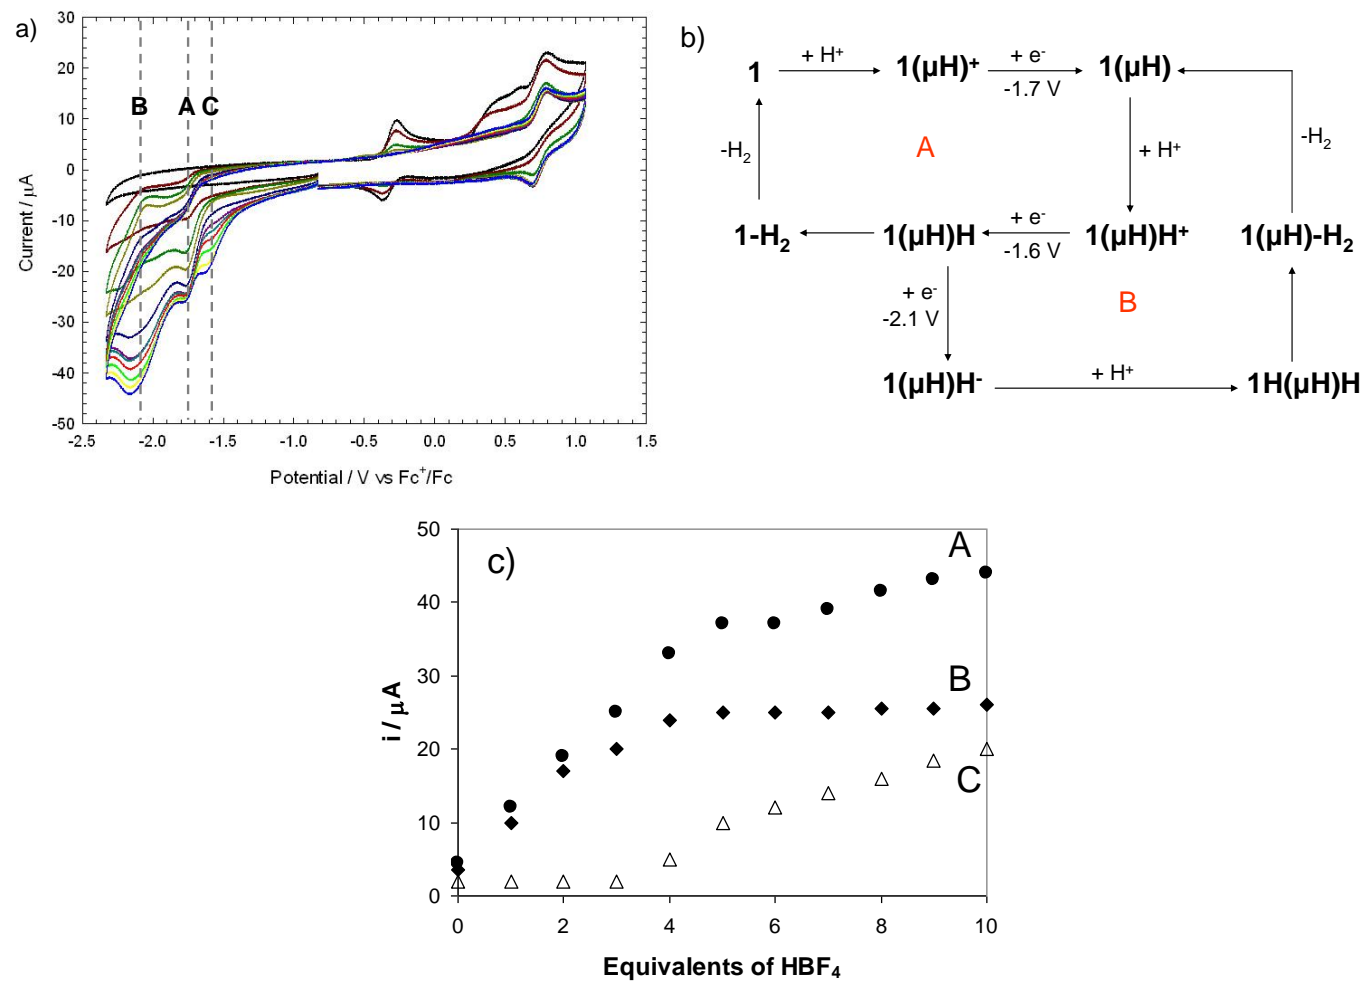 a)
30
20
10
0
-10
-20
-30
-40
-50
Current / µA
B A C
-2.5 -2.0 -1.5 -1.0 -0.5 0.0 0.5 1.0 1.5
Potential / V vs Fc⁺/Fc
b)
1 + H⁺ 1(µH)⁺ + e⁻ 1(µH)
-1.7 V
-H₂ A + H⁺ -H₂
1-H₂ 1(µH)H + e⁻ 1(µH)H⁺ 1(µH)-H₂
-1.6 V
+ e⁻
-2.1 V
B
1(µH)H⁻ + H⁺ 1H(µH)H
c)
50
40
30
20
10
0
i / µA
A
B
C
0 2 4 6 8 10
Equivalents of HBF₄